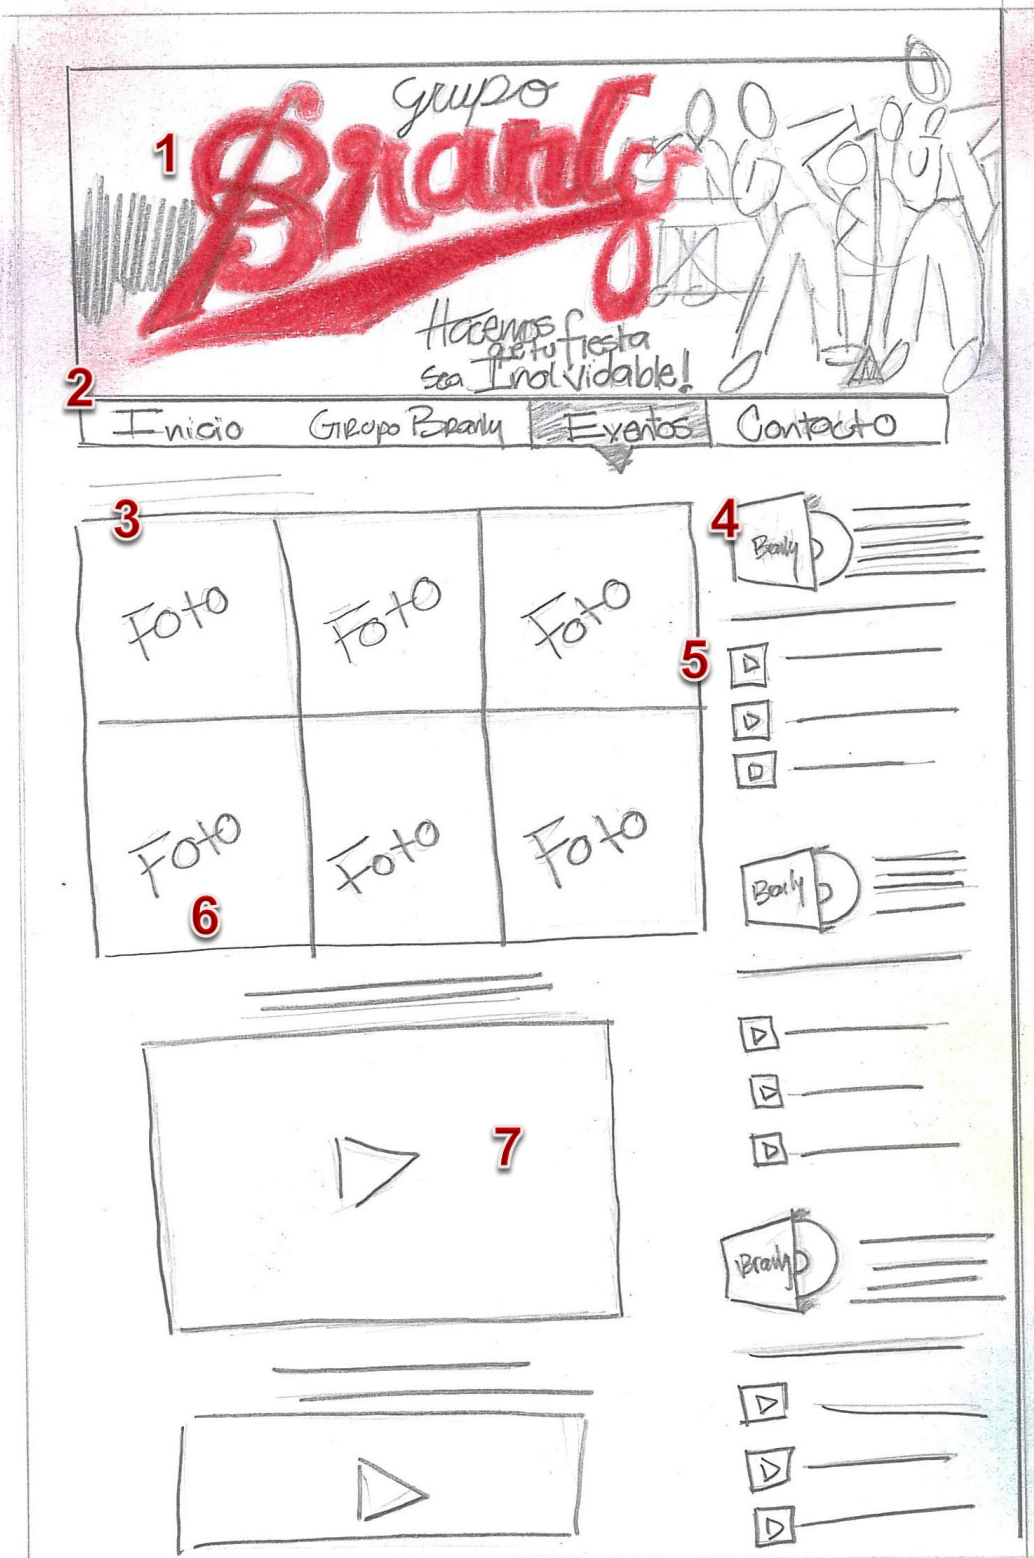 Grupo
Branly
1
Hacemos
que tu fiesta
sea Inolvidable!
2
Inicio Grupo Branly Eventos Contacto
3
4
Branly
Foto Foto Foto
5
Foto Foto Foto
Branly
6
7
Branly